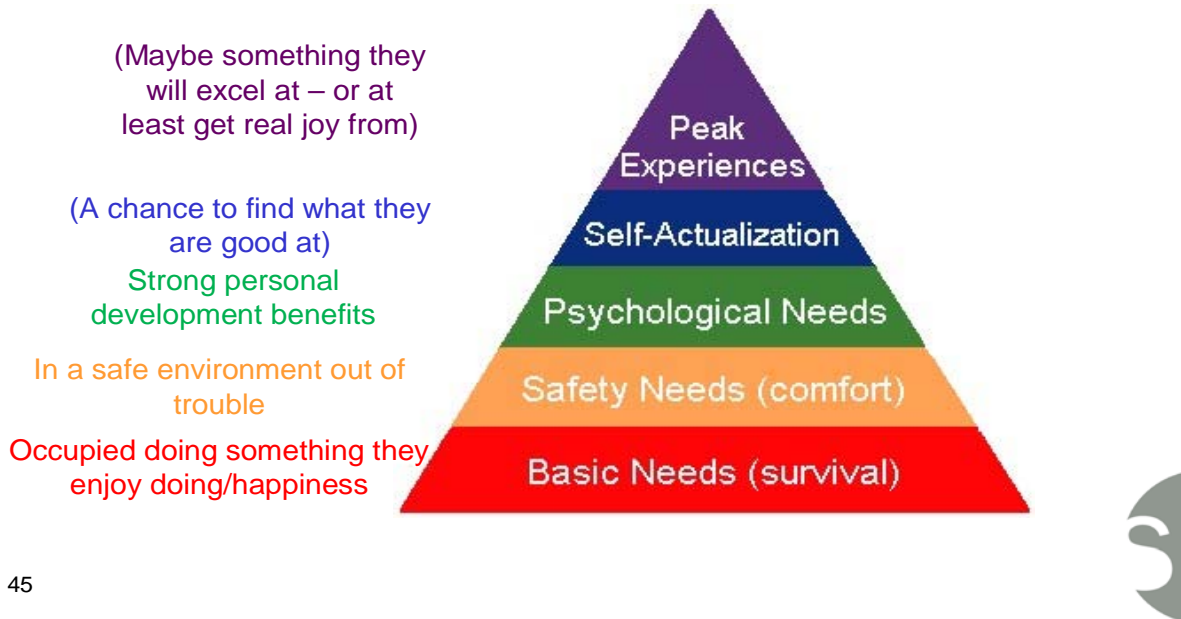 (Maybe something they
will excel at – or at
least get real joy from)
Peak
Experiences
(A chance to find what they
are good at)
Self-Actualization
Strong personal
development benefits
Psychological Needs
In a safe environment out of
trouble
Safety Needs (comfort)
Occupied doing something they
enjoy doing/happiness
Basic Needs (survival)
45
S